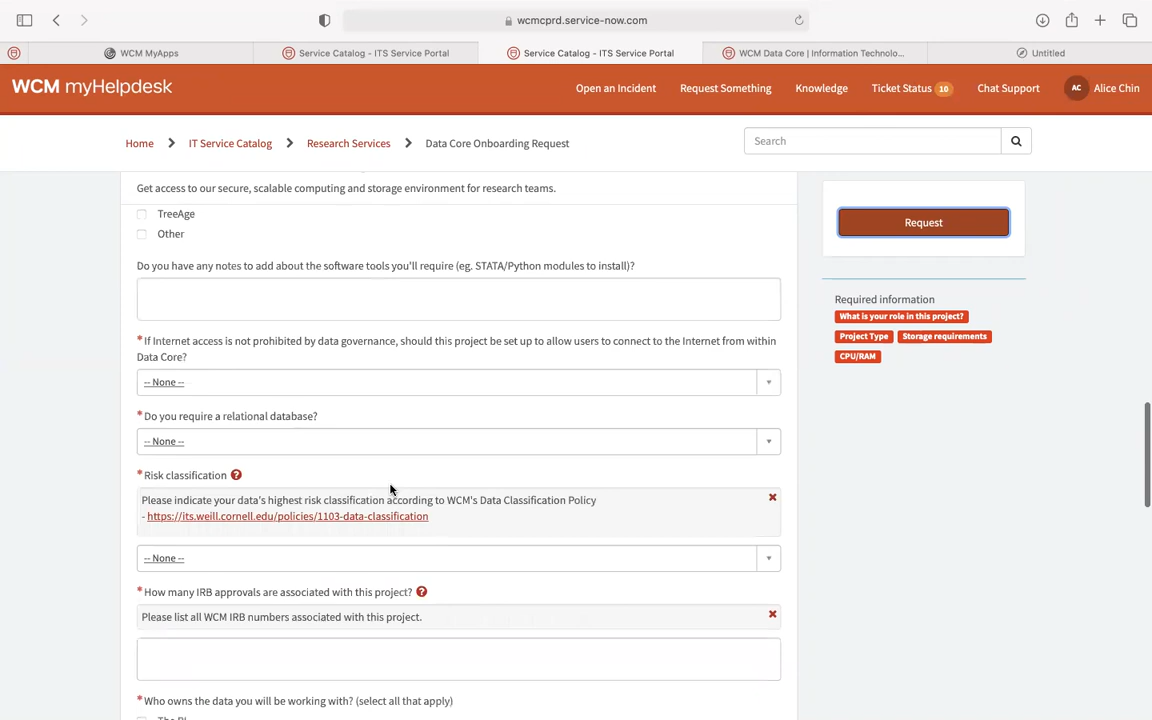 wcmcprd.service-now.com
WCM MyApps
Service Catalog - ITS Service Portal
Service Catalog - ITS Service Portal
WCM Data Core | Information Technolo...
Untitled
WCM myHelpdesk
Open an Incident
Request Something
Knowledge
Ticket Status 10
Chat Support
AC Alice Chin
Home > IT Service Catalog > Research Services > Data Core Onboarding Request
Search
Get access to our secure, scalable computing and storage environment for research teams.
TreeAge
Other
Do you have any notes to add about the software tools you'll require (eg. STATA/Python modules to install)?
*If Internet access is not prohibited by data governance, should this project be set up to allow users to connect to the Internet from within
Data Core?
-- None --
*Do you require a relational database?
-- None --
*Risk classification ?
Please indicate your data's highest risk classification according to WCM's Data Classification Policy
- https://its.weill.cornell.edu/policies/1103-data-classification
-- None --
*How many IRB approvals are associated with this project? ?
Please list all WCM IRB numbers associated with this project.
*Who owns the data you will be working with? (select all that apply)
The PI
Request
Required information
What is your role in this project?
Project Type Storage requirements
CPU/RAM